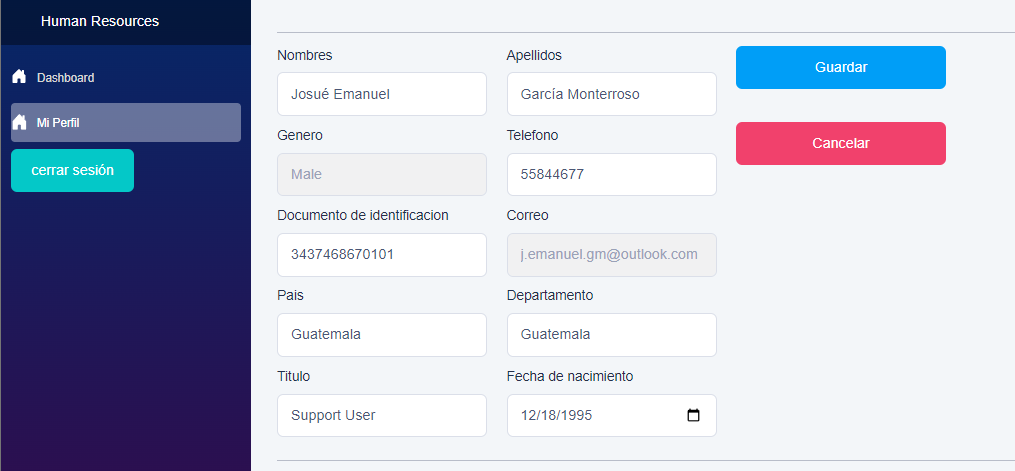 Human Resources
Dashboard
Mi Perfil
cerrar sesión
Nombres
Josué Emanuel
Apellidos
García Monterroso
Genero
Male
Telefono
55844677
Documento de identificacion
3437468670101
Correo
j.emanuel.gm@outlook.com
Pais
Guatemala
Departamento
Guatemala
Titulo
Support User
Fecha de nacimiento
12/18/1995
Guardar
Cancelar